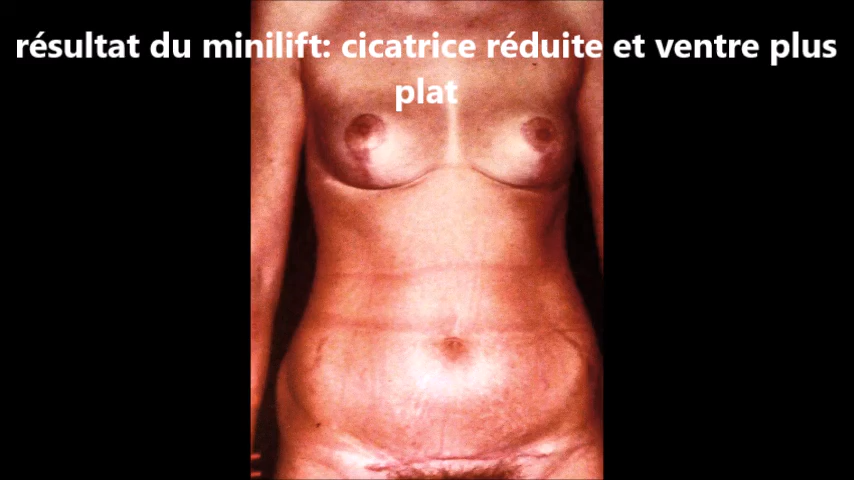 résultat du minilift: cicatrice réduite et ventre plus
plat